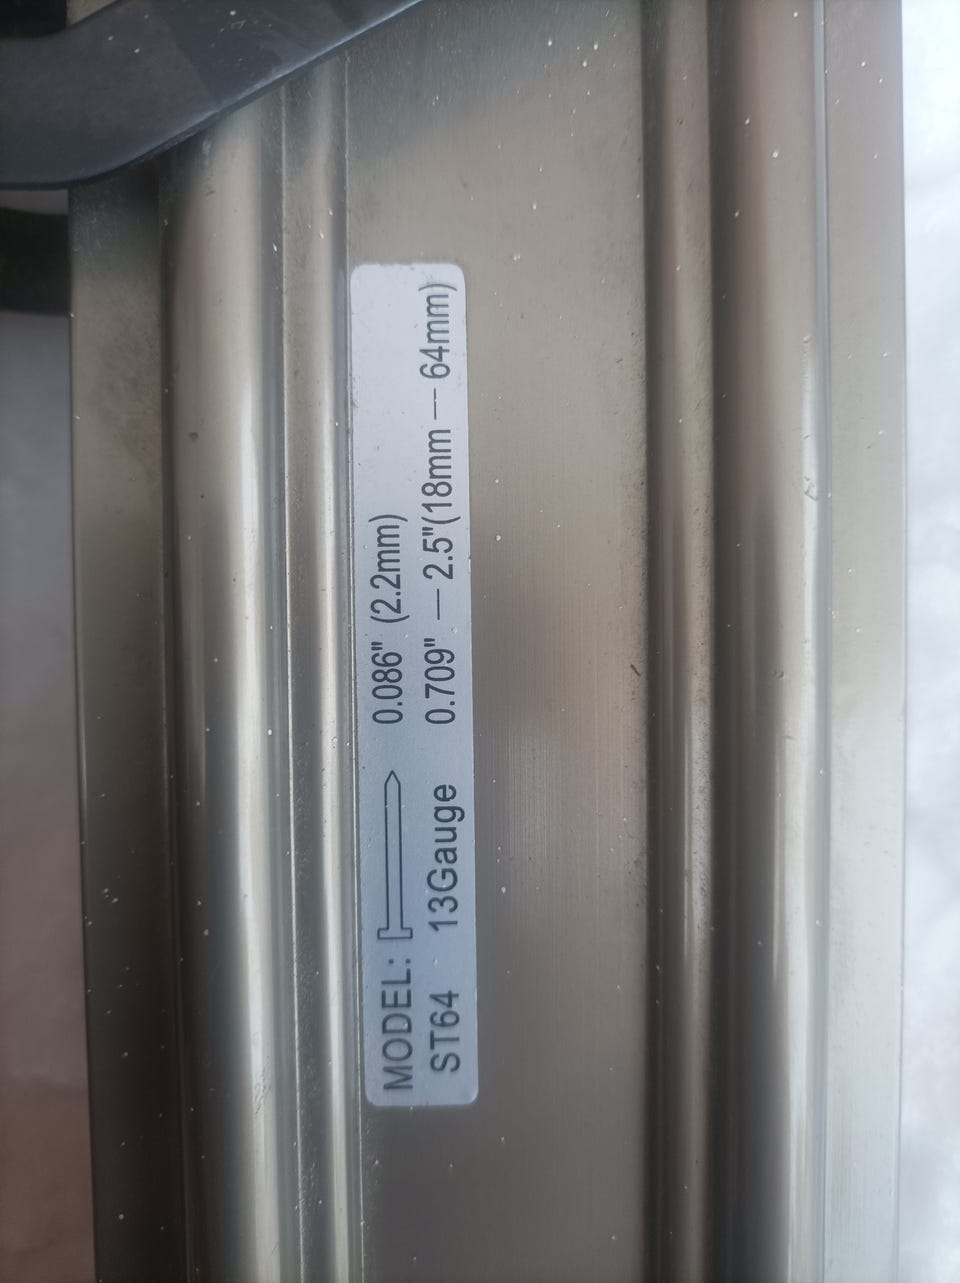 MODEL: 0.086" (2.2mm)
ST64 13Gauge 0.709" — 2.5"(18mm — 64mm)